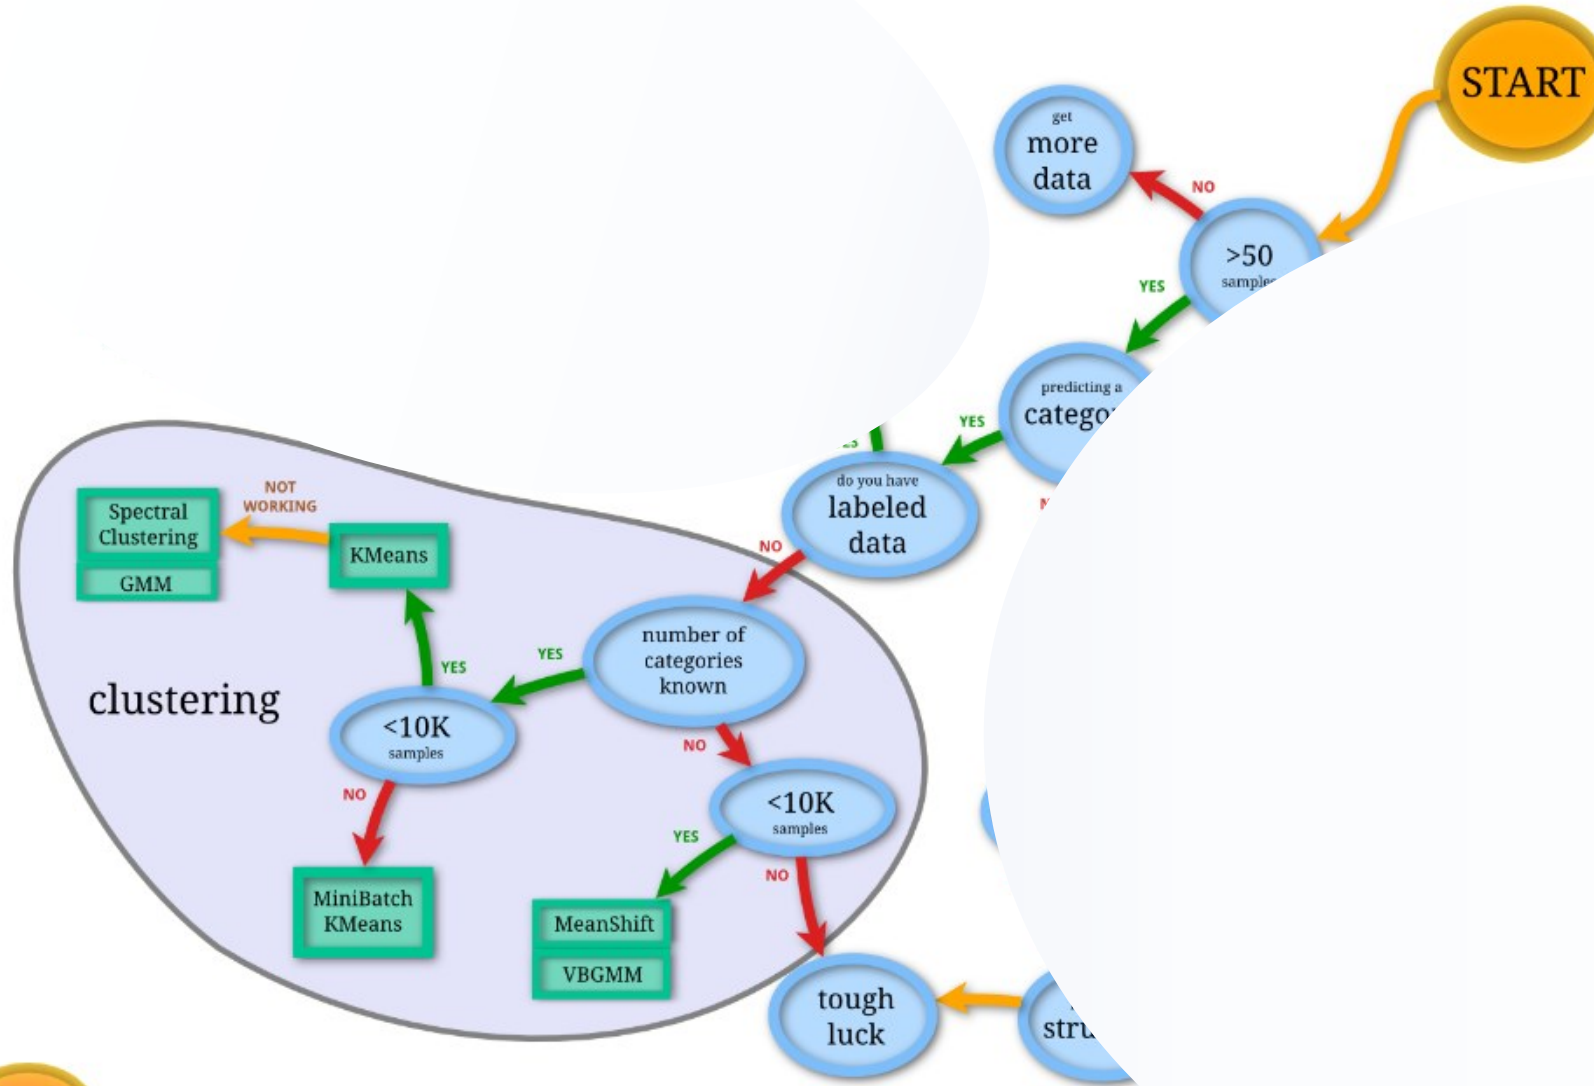 START
get
more
data
NO
>50
YES
predicting a
YES
do you have
labeled
data
NO
NOT
WORKING
Spectral
Clustering
GMM
KMeans
number of
categories
known
YES
YES
clustering
<10K
samples
NO
NO
<10K
samples
YES
NO
MiniBatch
KMeans
MeanShift
VBGMM
tough
luck